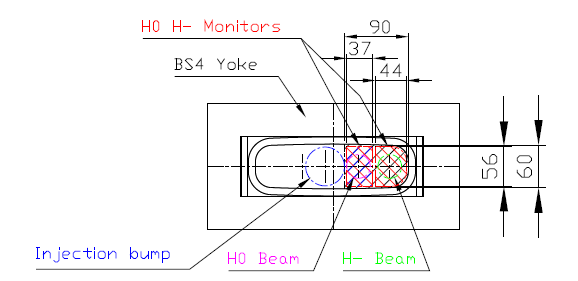 H0 H- Monitors
90
37
BS4 Yoke
44
56
60
Injection bump
H0 Beam
H- Beam